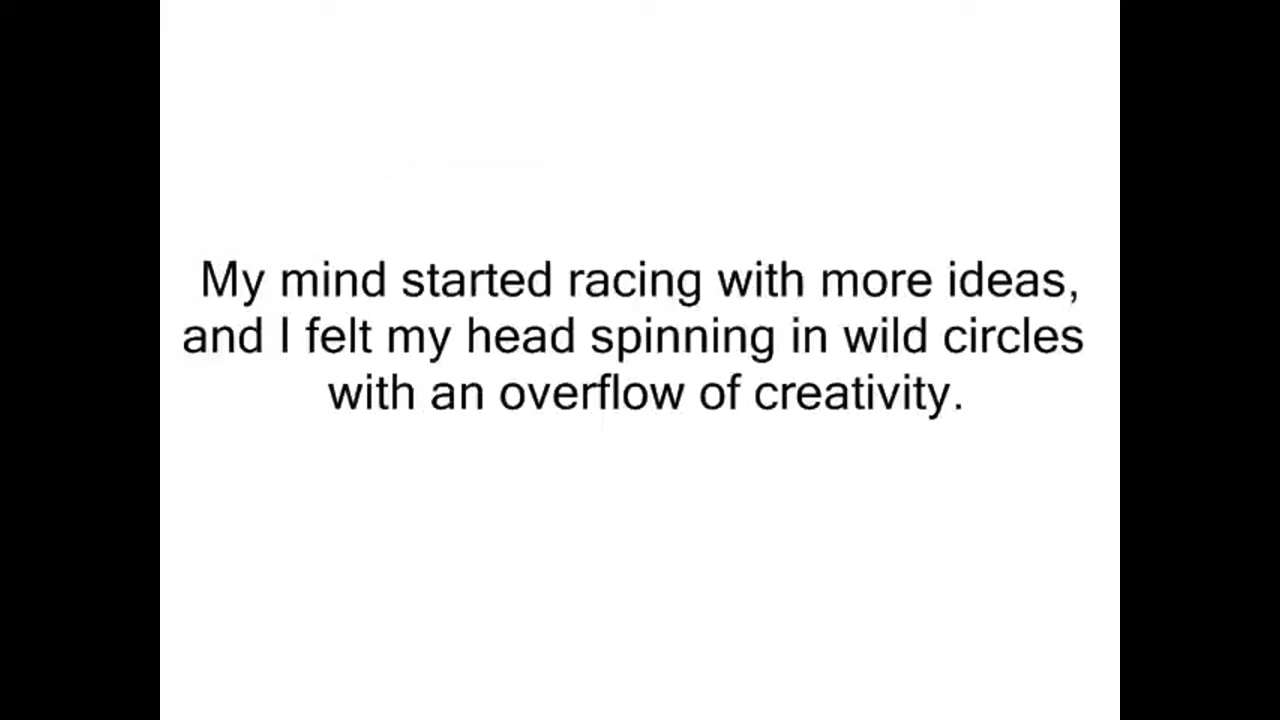 My mind started racing with more ideas,
and I felt my head spinning in wild circles
with an overflow of creativity.